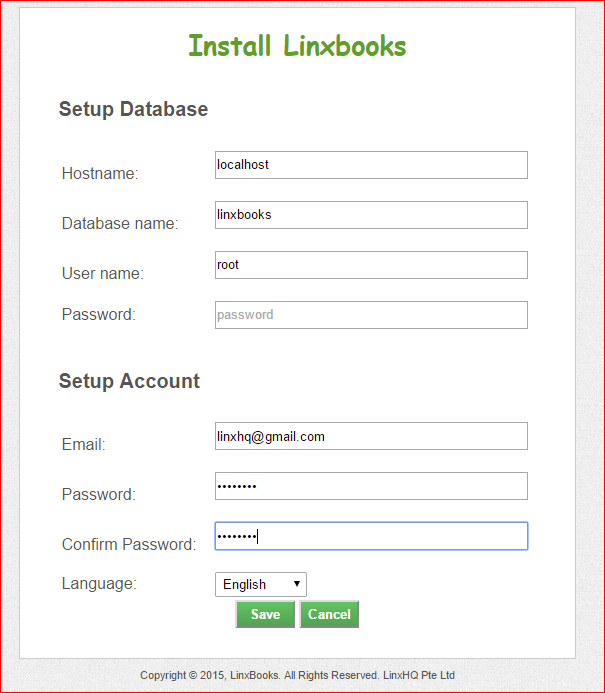 Install Linxbooks
Setup Database
Hostname: localhost
Database name: linxbooks
User name: root
Password: password
Setup Account
Email: linxhq@gmail.com
Password: ••••••••
Confirm Password: ••••••••
Language: English
Save Cancel
Copyright © 2015, LinxBooks. All Rights Reserved. LinxHQ Pte Ltd